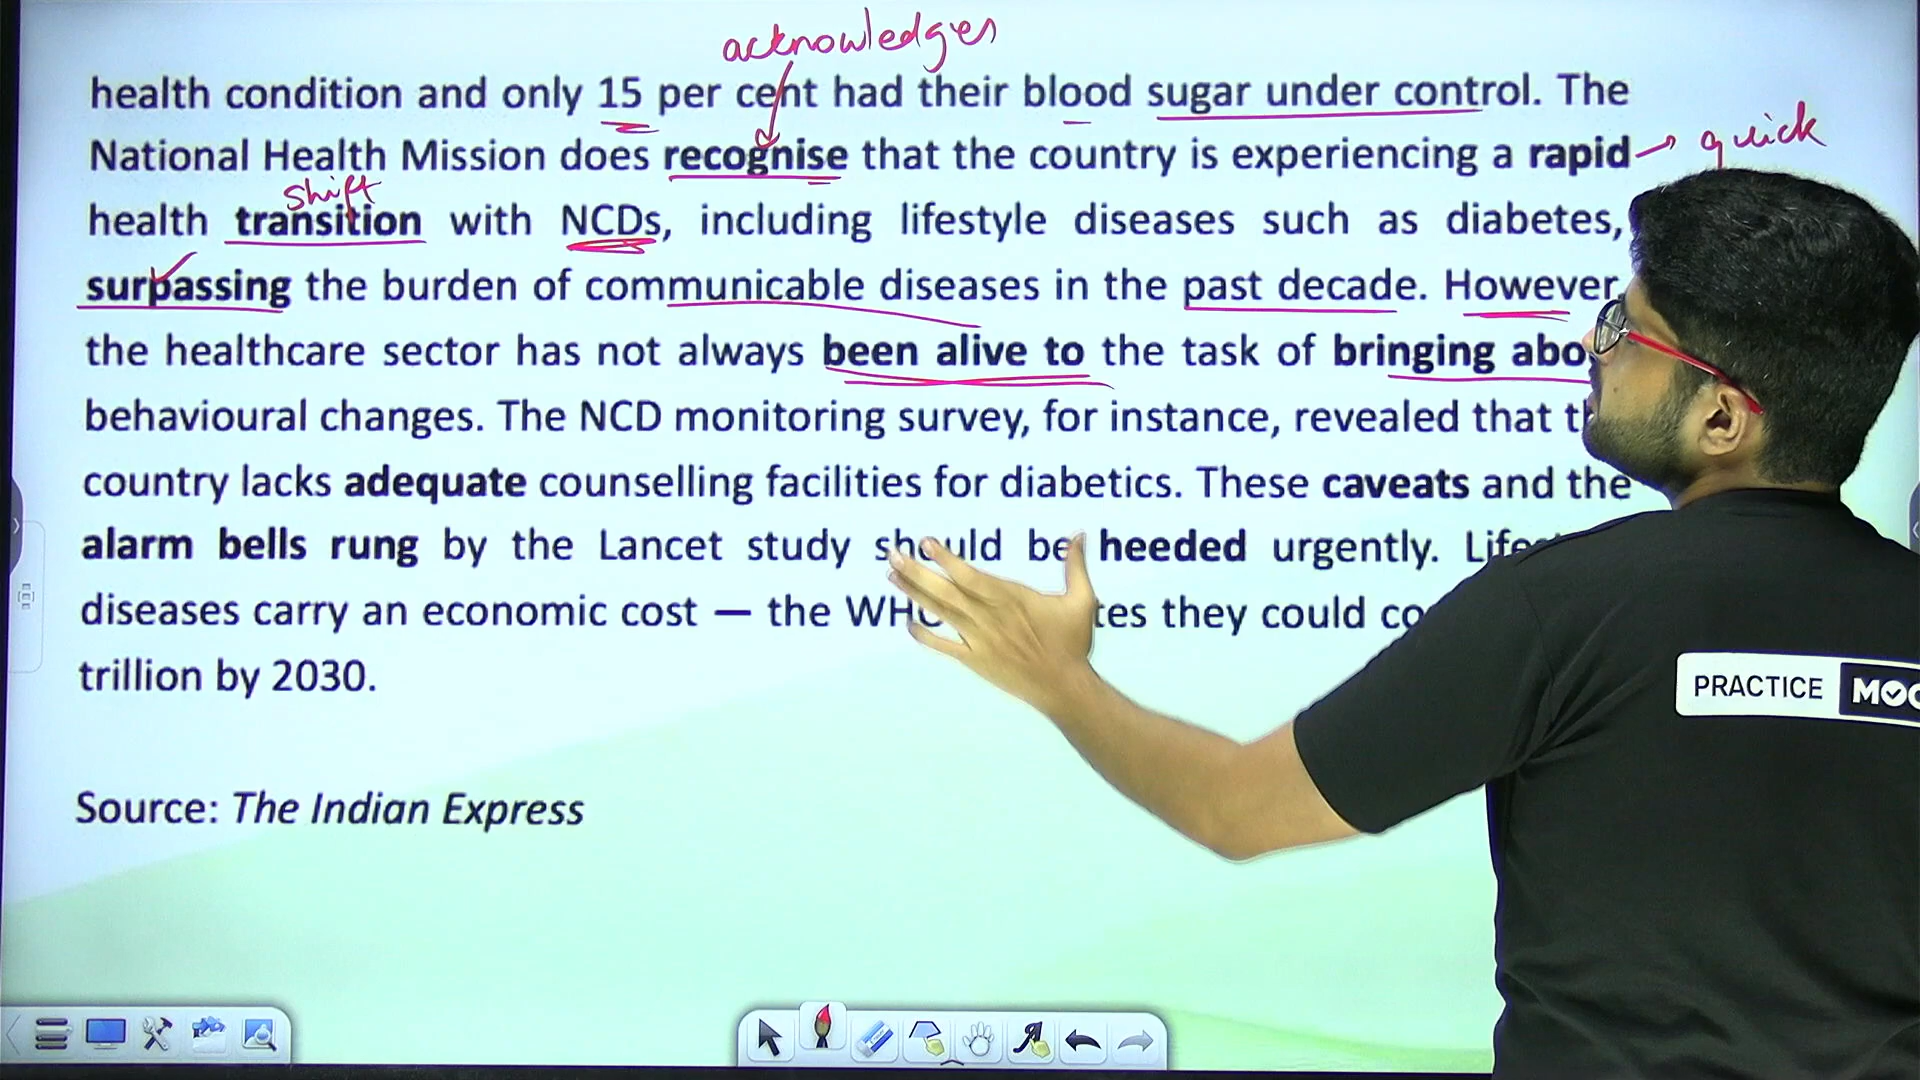 acknowledges
health condition and only 15 per cent had their blood sugar under control. The
National Health Mission does recognise that the country is experiencing a rapid → quick
shift
health transition with NCDs, including lifestyle diseases such as diabetes,
surpassing the burden of communicable diseases in the past decade. However,
the healthcare sector has not always been alive to the task of bringing abo
behavioural changes. The NCD monitoring survey, for instance, revealed that th
country lacks adequate counselling facilities for diabetics. These caveats and the
alarm bells rung by the Lancet study should be heeded urgently. Life
diseases carry an economic cost — the WHO tes they could co
trillion by 2030.
PRACTICE MOC
Source: The Indian Express